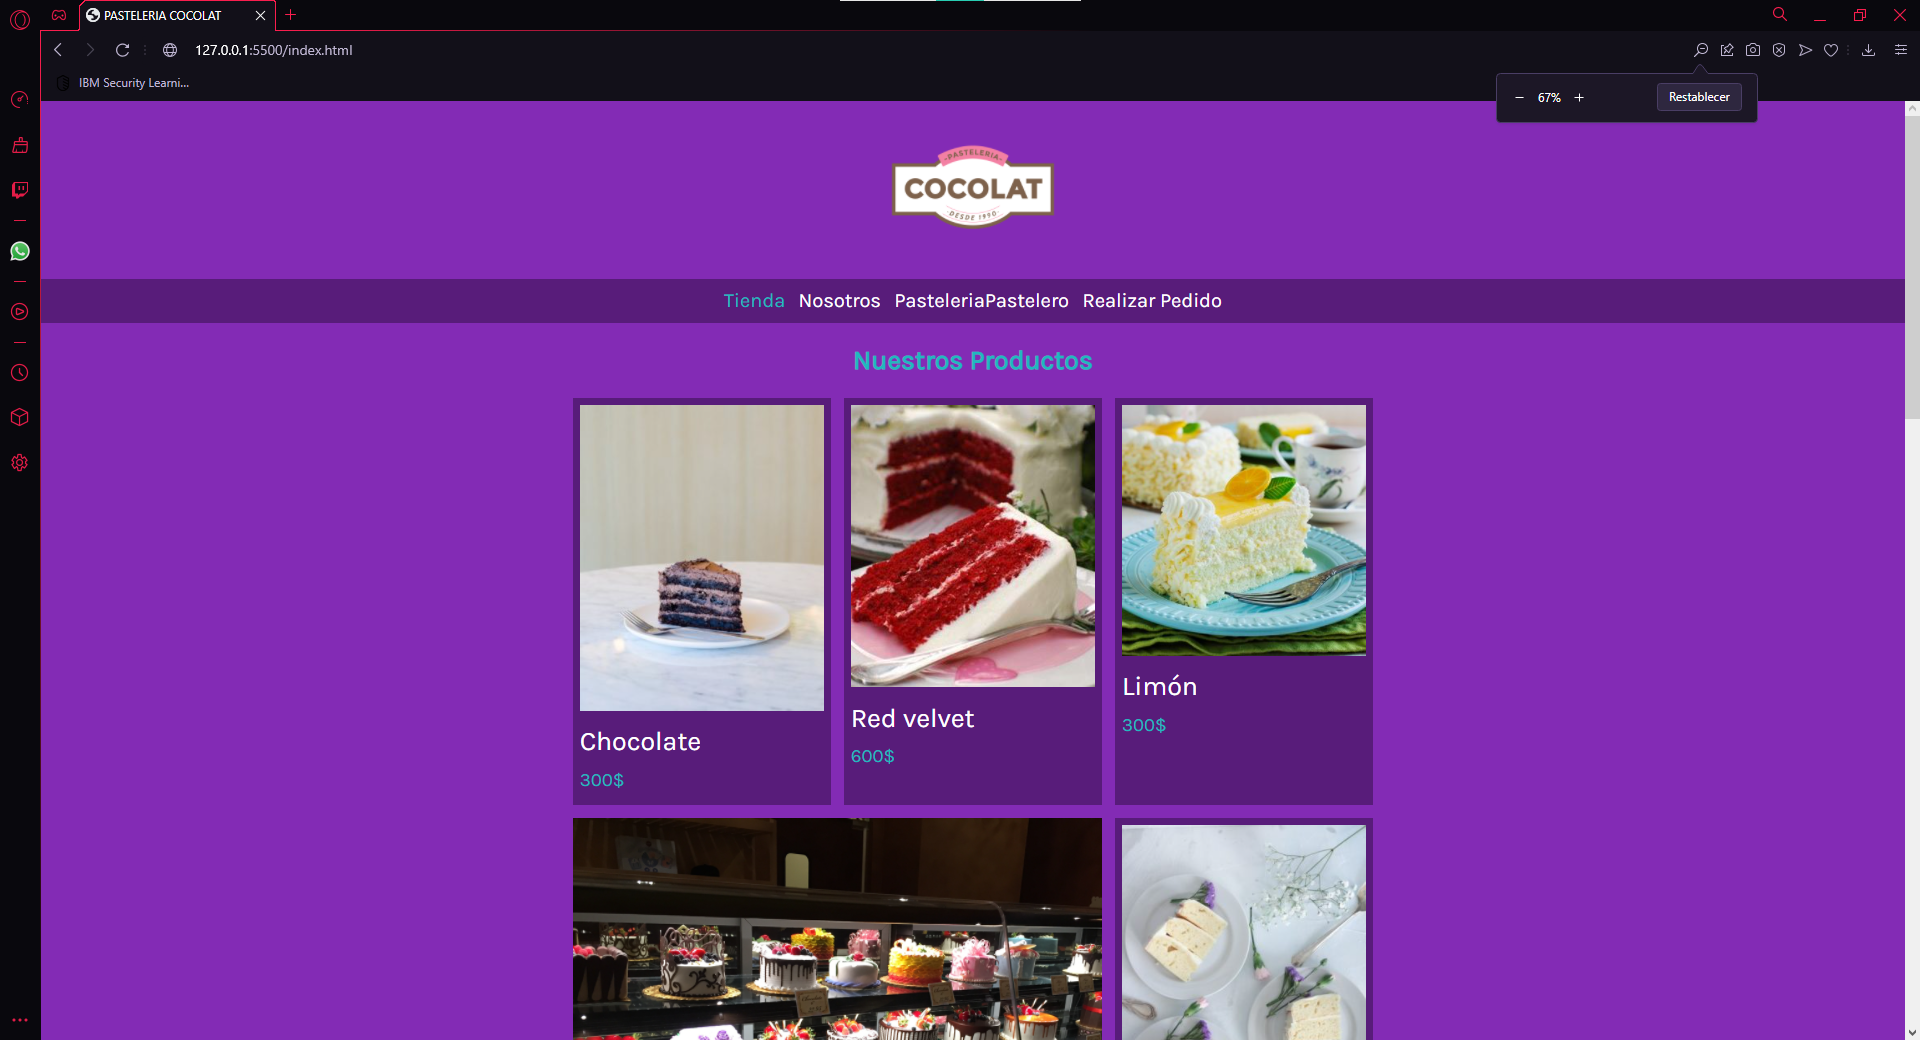 PASTELERIA COCOLAT
127.0.0.1:5500/index.html
IBM Security Learni...
67%
Restablecer
PASTELERIA
COCOLAT
DESDE 1990
Tienda Nosotros PasteleriaPastelero Realizar Pedido
Nuestros Productos
Chocolate
300$
Red velvet
600$
Limón
300$